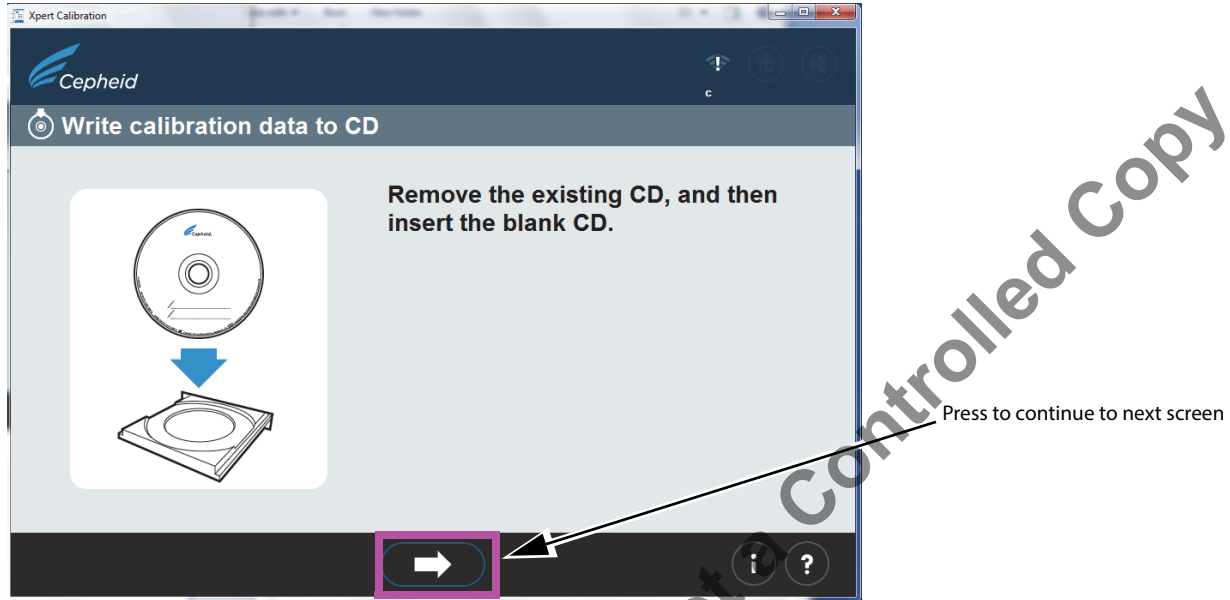 Xpert Calibration
Cepheid
c
Write calibration data to CD
Remove the existing CD, and then
insert the blank CD.
Cepheid
Press to continue to next screen
i ?
a Controlled Copy